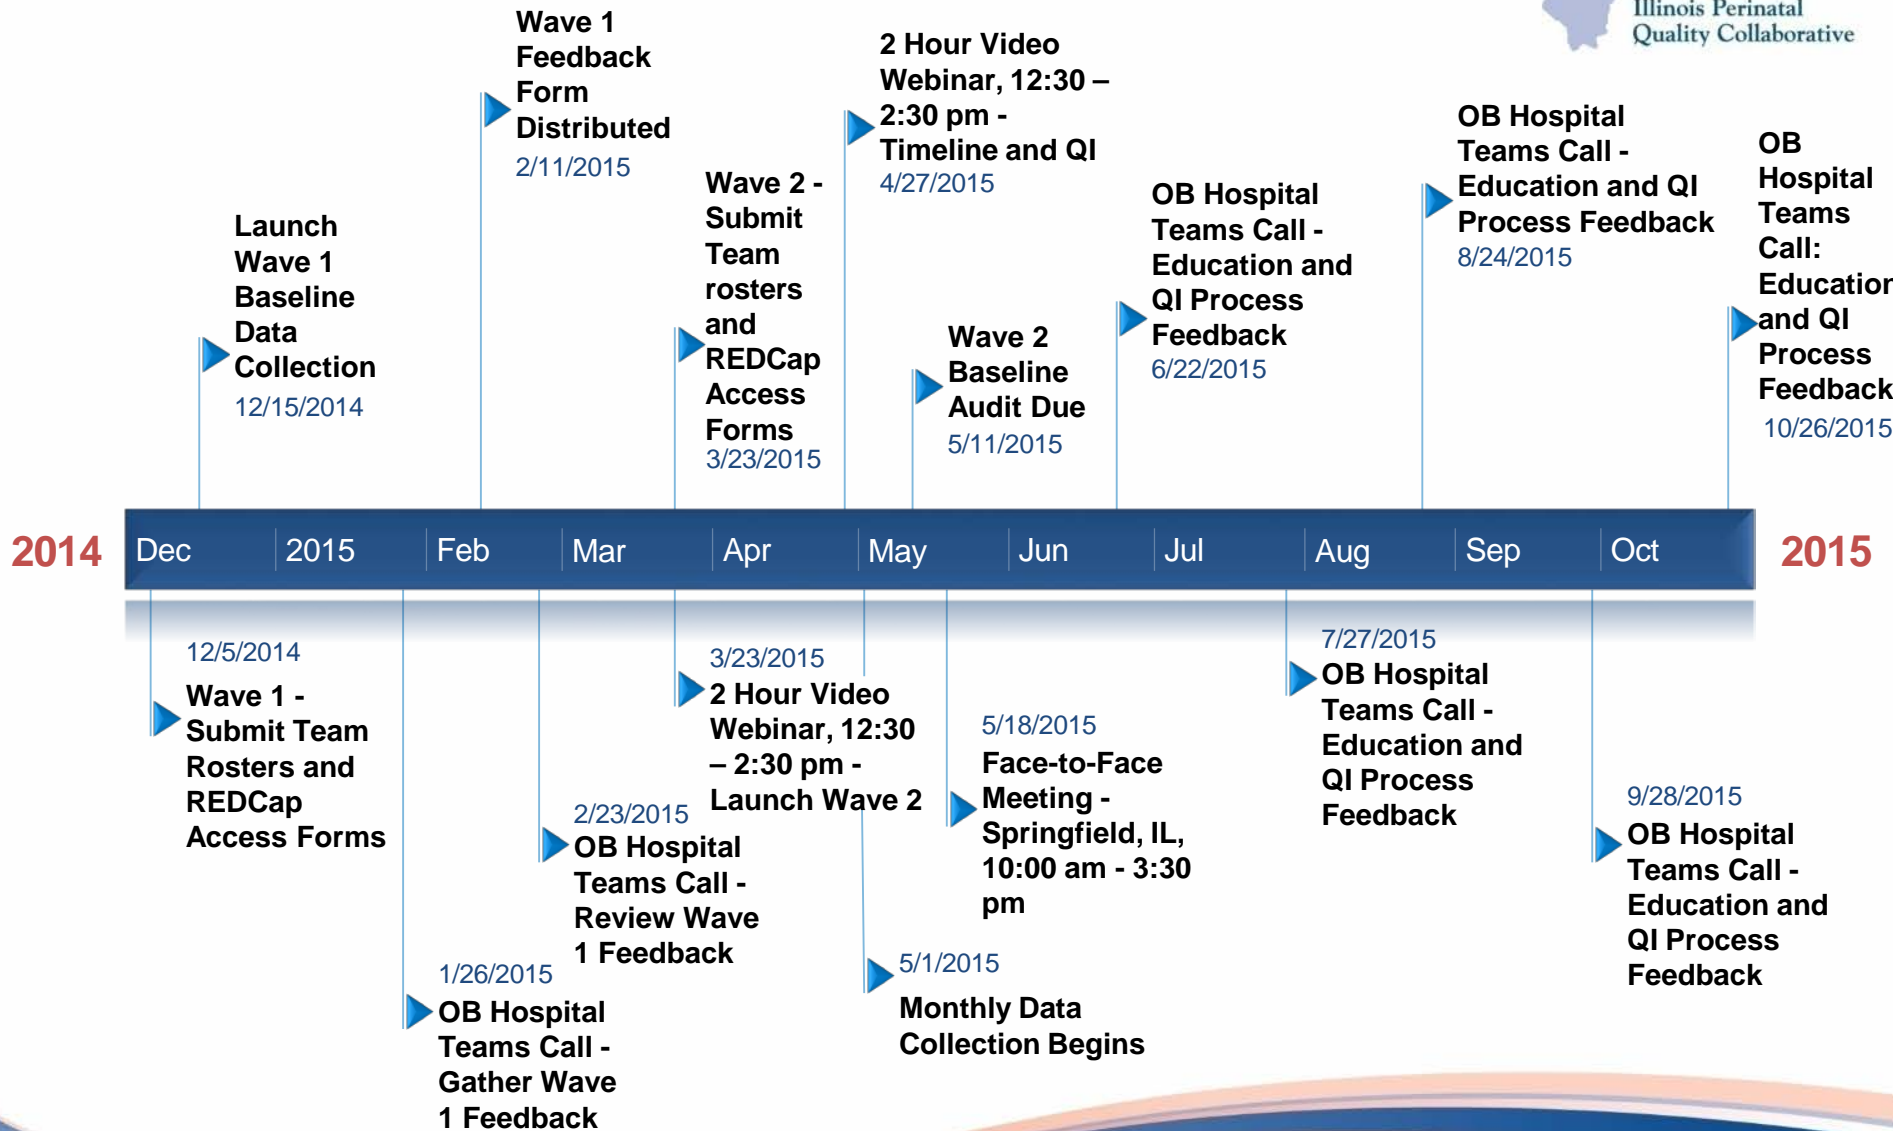 Illinois Perinatal
Quality Collaborative
Wave 1
Feedback
Form
Distributed
2/11/2015
2 Hour Video
Webinar, 12:30 –
2:30 pm -
Timeline and QI
4/27/2015
OB Hospital
Teams Call -
Education and QI
Process Feedback
8/24/2015
OB
Hospital
Teams
Call:
Education
and QI
Process
Feedback
10/26/2015
Launch
Wave 1
Baseline
Data
Collection
12/15/2014
Wave 2 -
Submit
Team
rosters
and
REDCap
Access
Forms
3/23/2015
Wave 2
Baseline
Audit Due
5/11/2015
OB Hospital
Teams Call -
Education and
QI Process
Feedback
6/22/2015
2014
Dec
2015
Feb
Mar
Apr
May
Jun
Jul
Aug
Sep
Oct
2015
12/5/2014
Wave 1 -
Submit Team
Rosters and
REDCap
Access Forms
1/26/2015
OB Hospital
Teams Call -
Gather Wave
1 Feedback
2/23/2015
OB Hospital
Teams Call -
Review Wave
1 Feedback
3/23/2015
2 Hour Video
Webinar, 12:30
– 2:30 pm -
Launch Wave 2
5/1/2015
Monthly Data
Collection Begins
5/18/2015
Face-to-Face
Meeting -
Springfield, IL,
10:00 am - 3:30
pm
7/27/2015
OB Hospital
Teams Call -
Education and
QI Process
Feedback
9/28/2015
OB Hospital
Teams Call -
Education and
QI Process
Feedback